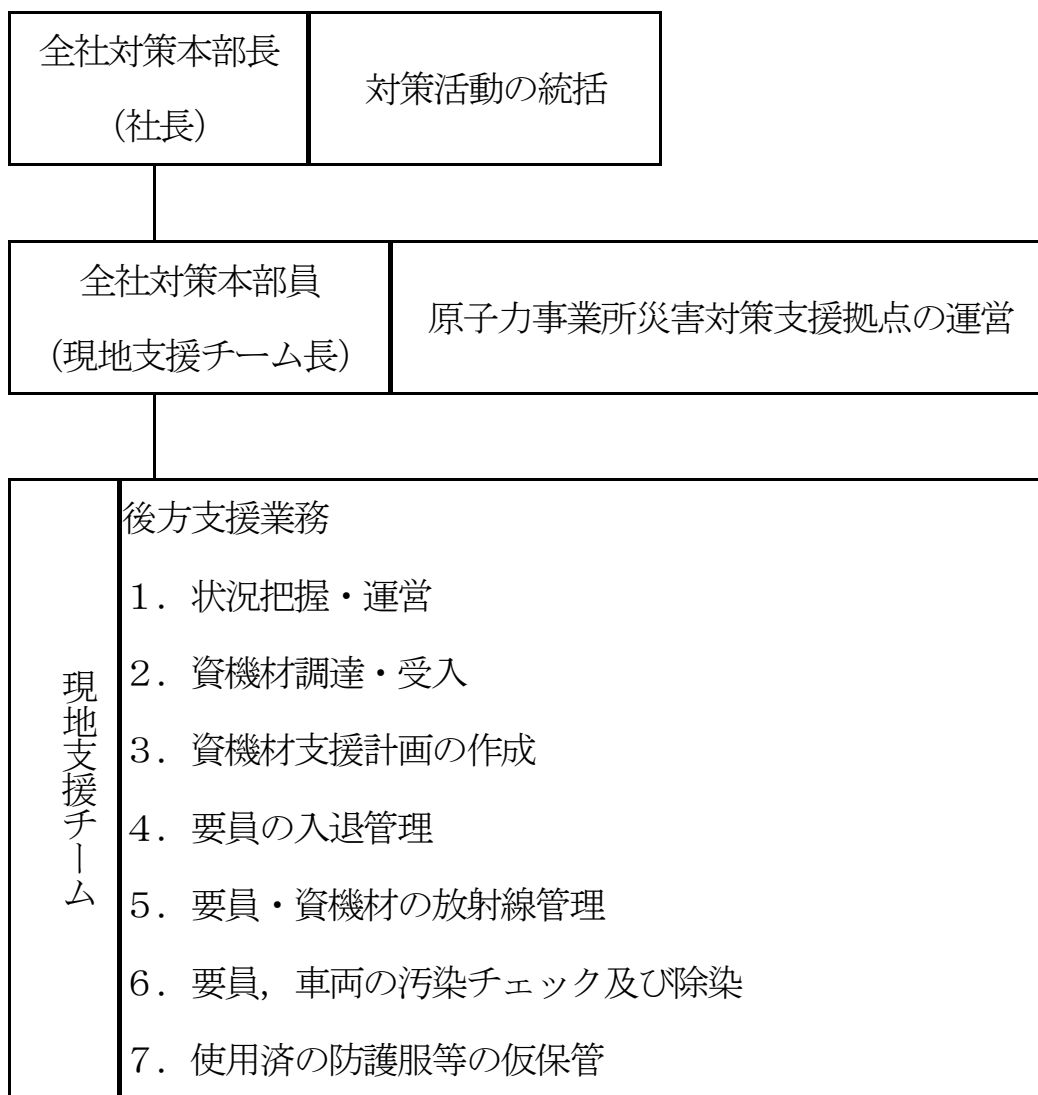 全社対策本部長
(社長)
対策活動の統括
全社対策本部員
(現地支援チーム長)
原子力事業所災害対策支援拠点の運営
現地支援チーム
後方支援業務
1．状況把握・運営
2．資機材調達・受入
3．資機材支援計画の作成
4．要員の入退管理
5．要員・資機材の放射線管理
6．要員，車両の汚染チェック及び除染
7．使用済の防護服等の仮保管